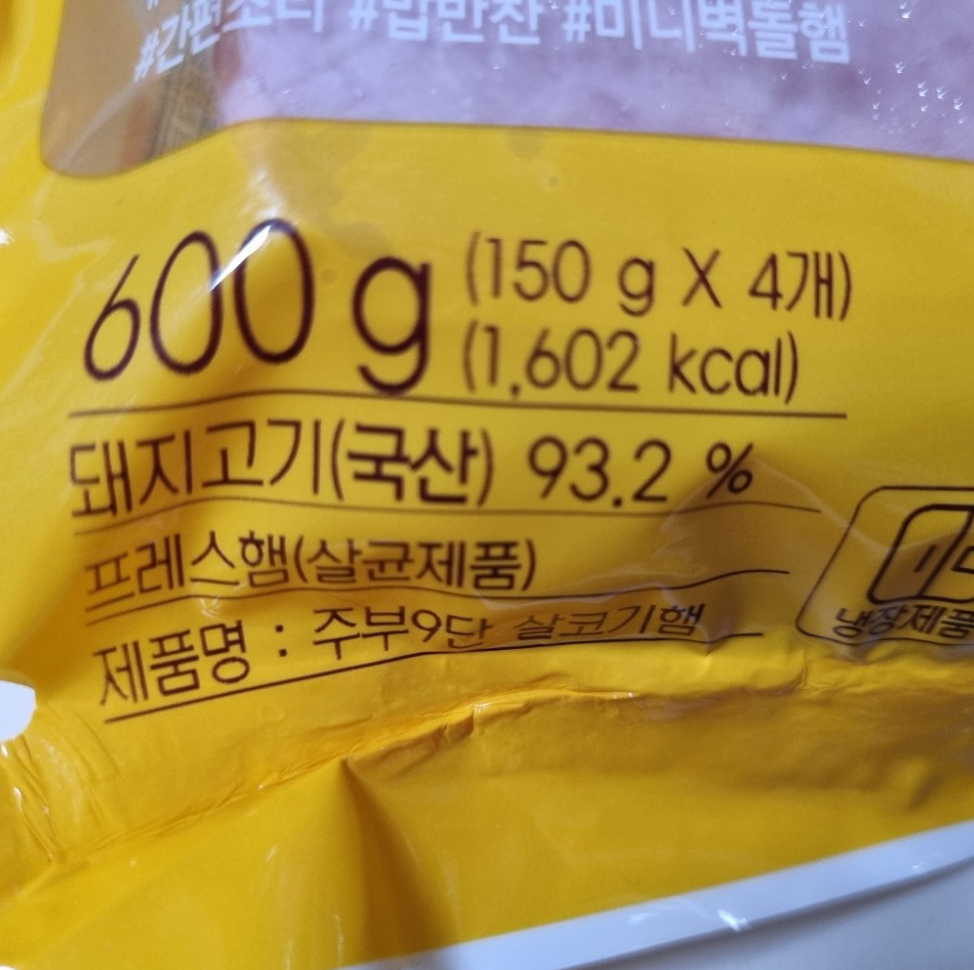 #간편조리 #밥반찬 #미니벽돌햄
600 g (150 g X 4개)
(1,602 kcal)
돼지고기(국산) 93.2 %
프레스햄(살균제품)
제품명 : 주부9단 살코기햄
냉장제품